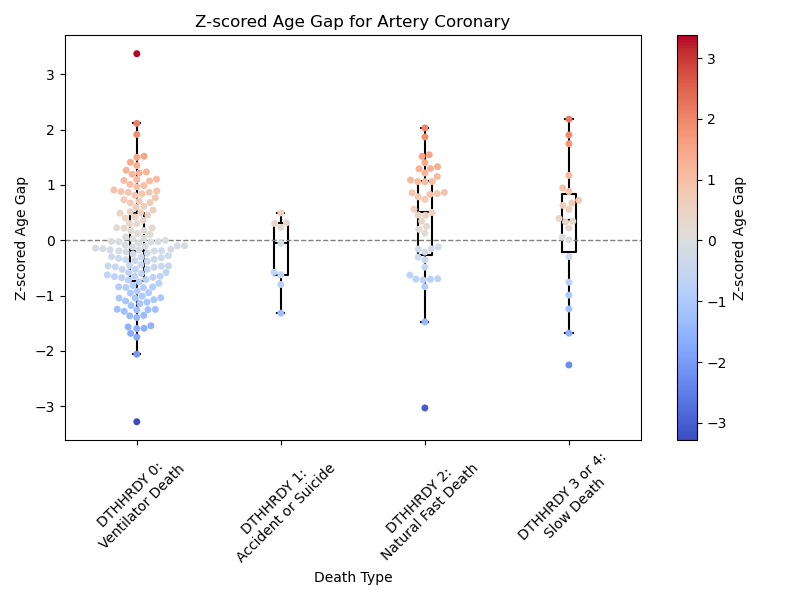 Z-scored Age Gap for Artery Coronary
Z-scored Age Gap
3
2
1
0
−1
−2
−3
DTHHRDY 0:
Ventilator Death
DTHHRDY 1:
Accident or Suicide
DTHHRDY 2:
Natural Fast Death
DTHHRDY 3 or 4:
Slow Death
Death Type
3
2
1
0
−1
−2
−3
Z-scored Age Gap